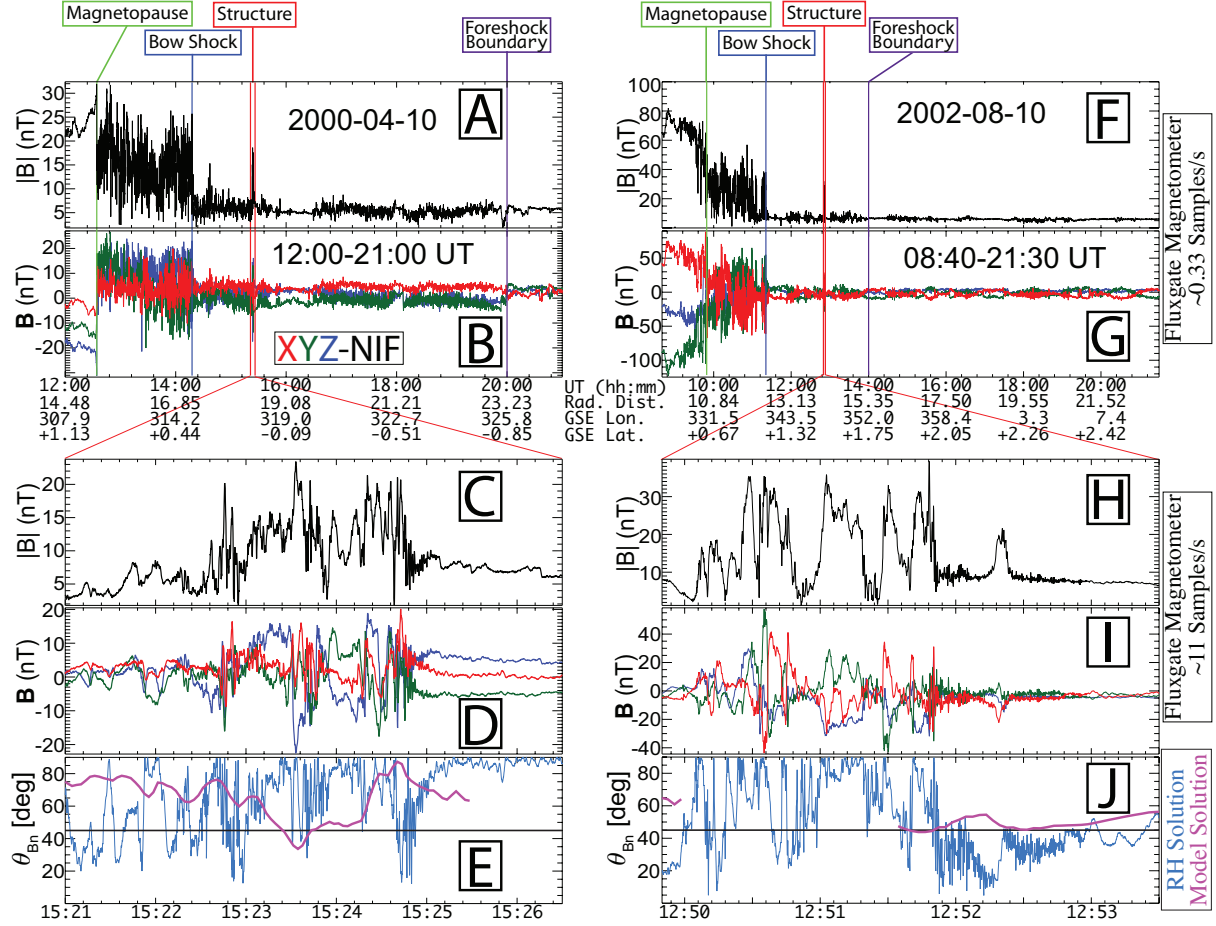 Magnetopause
Structure
Bow Shock
Foreshock
Boundary
Magnetopause
Structure
Bow Shock
Foreshock
Boundary
|B| (nT)
30
25
20
15
10
5
2000-04-10
A
|B| (nT)
100
80
60
40
20
2002-08-10
F
B (nT)
20
10
0
-10
-20
12:00-21:00 UT
XYZ-NIF
B
B (nT)
50
0
-50
-100
08:40-21:30 UT
G
Fluxgate Magnetometer
~0.33 Samples/s
12:00 14:00 16:00 18:00 20:00 UT (hh:mm) 10:00 12:00 14:00 16:00 18:00 20:00
14.48 16.85 19.08 21.21 23.23 Rad. Dist. 10.84 13.13 15.35 17.50 19.55 21.52
307.9 314.2 319.0 322.7 325.8 GSE Lon. 331.5 343.5 352.0 358.4 3.3 7.4
+1.13 +0.44 -0.09 -0.51 -0.85 GSE Lat. +0.67 +1.32 +1.75 +2.05 +2.26 +2.42
|B| (nT)
20
15
10
5
C
|B| (nT)
30
20
10
H
B (nT)
20
10
0
-10
-20
D
B (nT)
40
20
0
-20
-40
I
Fluxgate Magnetometer
~11 Samples/s
θBn [deg]
80
60
40
20
E
θBn [deg]
80
60
40
20
J
RH Solution
Model Solution
15:21 15:22 15:23 15:24 15:25 15:26
12:50 12:51 12:52 12:53